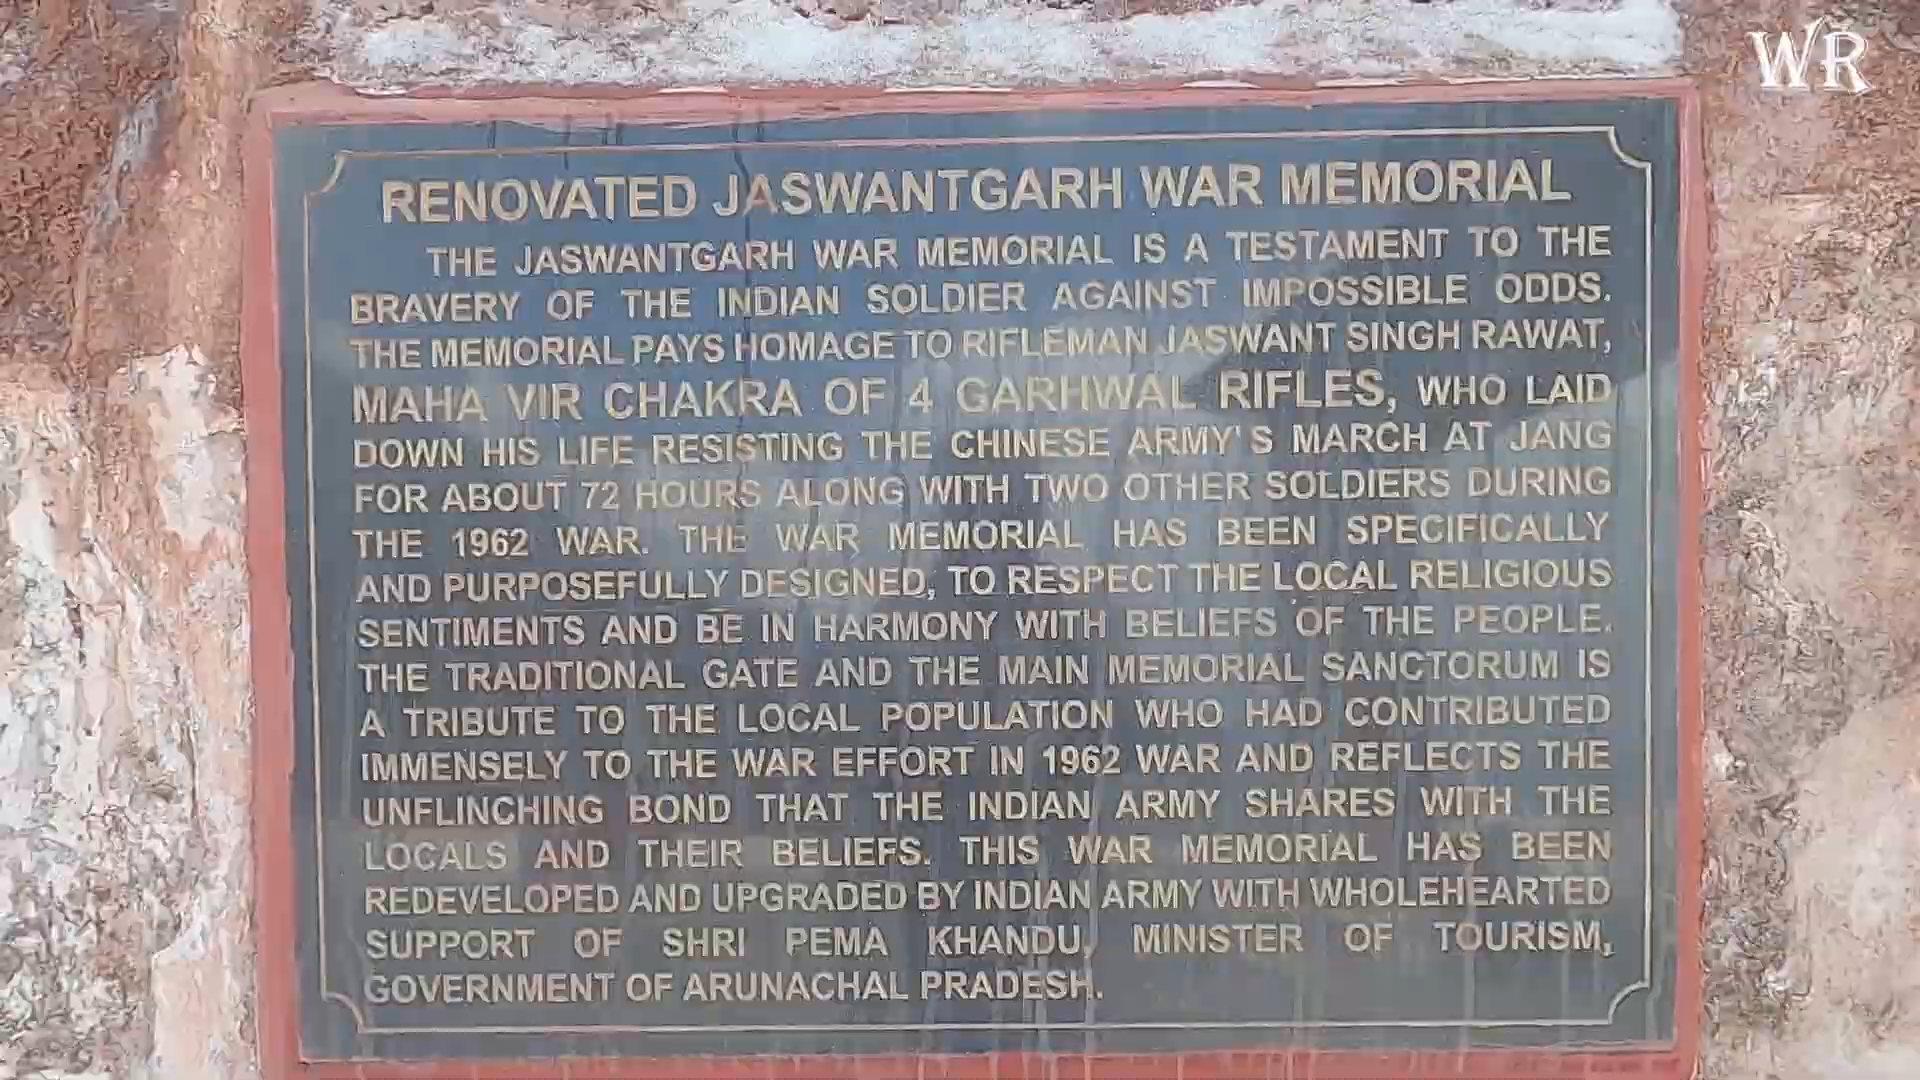 WR
RENOVATED JASWANTGARH WAR MEMORIAL
THE JASWANTGARH WAR MEMORIAL IS A TESTAMENT TO THE
BRAVERY OF THE INDIAN SOLDIER AGAINST IMPOSSIBLE ODDS.
THE MEMORIAL PAYS HOMAGE TO RIFLEMAN JASWANT SINGH RAWAT,
MAHA VIR CHAKRA OF 4 GARHWAL RIFLES, WHO LAID
DOWN HIS LIFE RESISTING THE CHINESE ARMY'S MARCH AT JANG
FOR ABOUT 72 HOURS ALONG WITH TWO OTHER SOLDIERS DURING
THE 1962 WAR. THE WAR MEMORIAL HAS BEEN SPECIFICALLY
AND PURPOSEFULLY DESIGNED, TO RESPECT THE LOCAL RELIGIOUS
SENTIMENTS AND BE IN HARMONY WITH BELIEFS OF THE PEOPLE.
THE TRADITIONAL GATE AND THE MAIN MEMORIAL SANCTORUM IS
A TRIBUTE TO THE LOCAL POPULATION WHO HAD CONTRIBUTED
IMMENSELY TO THE WAR EFFORT IN 1962 WAR AND REFLECTS THE
UNFLINCHING BOND THAT THE INDIAN ARMY SHARES WITH THE
LOCALS AND THEIR BELIEFS. THIS WAR MEMORIAL HAS BEEN
REDEVELOPED AND UPGRADED BY INDIAN ARMY WITH WHOLEHEARTED
SUPPORT OF SHRI PEMA KHANDU, MINISTER OF TOURISM,
GOVERNMENT OF ARUNACHAL PRADESH.